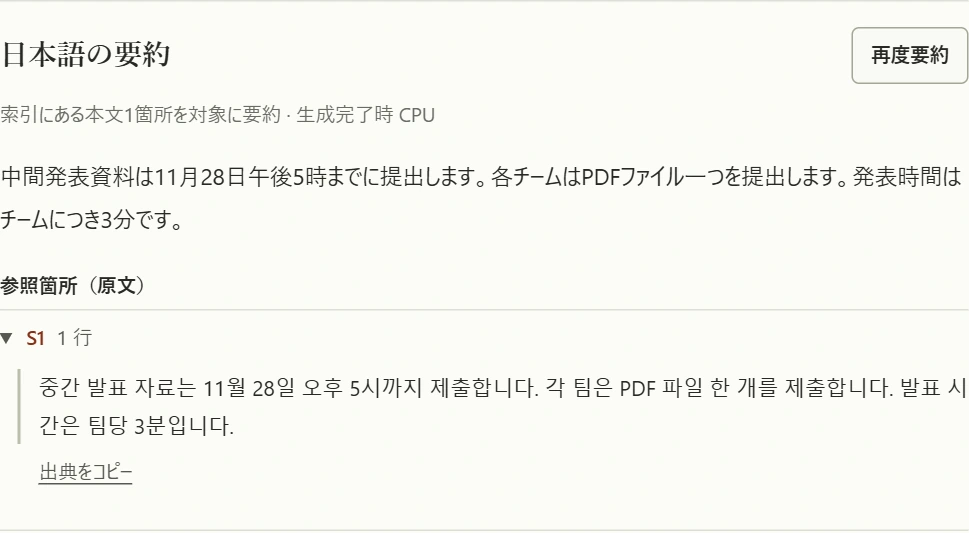 日本語の要約
再度要約
索引にある本文1箇所を対象に要約 · 生成完了時 CPU
中間発表資料は11月28日午後5時までに提出します。各チームはPDFファイル一つを提出します。発表時間は
チームにつき3分です。
参照箇所（原文）
▼ S1 1 行
중간 발표 자료는 11월 28일 오후 5시까지 제출합니다. 각 팀은 PDF 파일 한 개를 제출합니다. 발표 시
간은 팀당 3분입니다.
出典をコピー